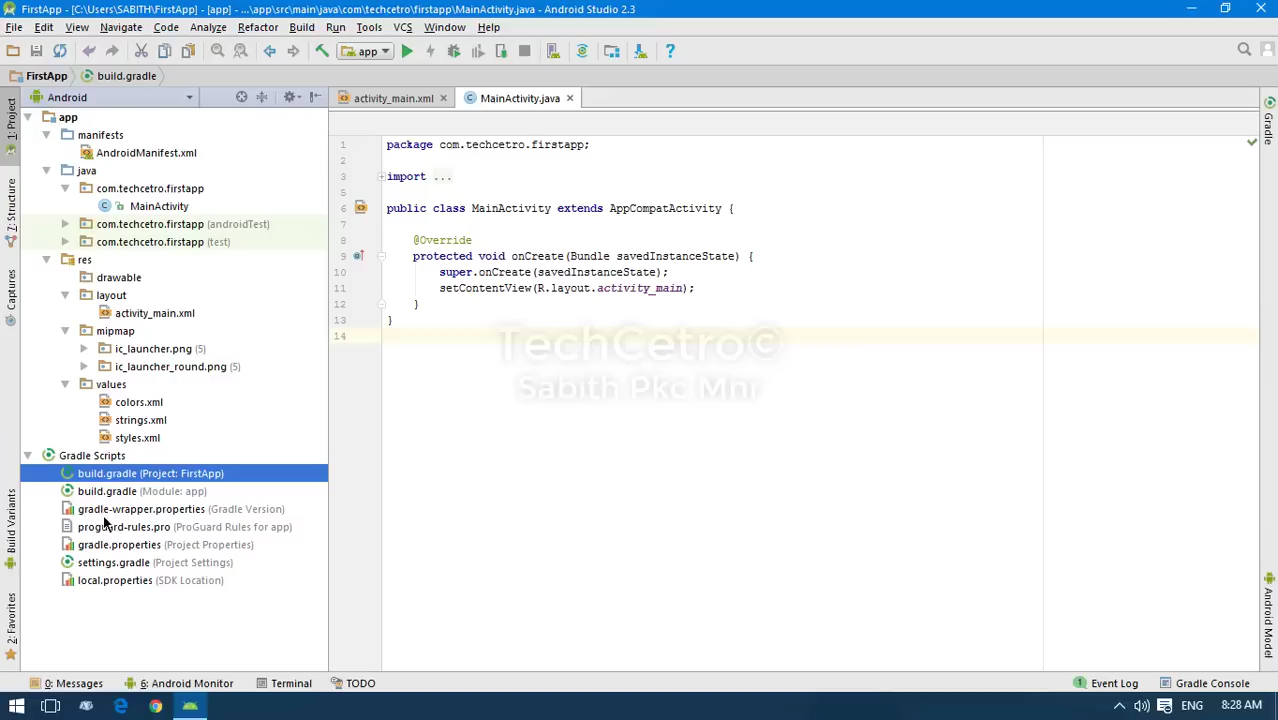 FirstApp - [C:\Users\SABITH\FirstApp] - [app] - ...\app\src\main\java\com\techcetro\firstapp\MainActivity.java - Android Studio 2.3
File Edit View Navigate Code Analyze Refactor Build Run Tools VCS Window Help
app
FirstApp build.gradle
Android
activity_main.xml MainActivity.java
1: Project
Z: Structure
Captures
Build Variants
2: Favorites
app
manifests
AndroidManifest.xml
java
com.techcetro.firstapp
MainActivity
com.techcetro.firstapp (androidTest)
com.techcetro.firstapp (test)
res
drawable
layout
activity_main.xml
mipmap
ic_launcher.png (5)
ic_launcher_round.png (5)
values
colors.xml
strings.xml
styles.xml
Gradle Scripts
build.gradle (Project: FirstApp)
build.gradle (Module: app)
gradle-wrapper.properties (Gradle Version)
proguard-rules.pro (ProGuard Rules for app)
gradle.properties (Project Properties)
settings.gradle (Project Settings)
local.properties (SDK Location)
1 package com.techcetro.firstapp;
2
3 import ...
5
6 public class MainActivity extends AppCompatActivity {
7
8 @Override
9 protected void onCreate(Bundle savedInstanceState) {
10 super.onCreate(savedInstanceState);
11 setContentView(R.layout.activity_main);
12 }
13 }
14
TechCetro©
Sabith Pkc Mnr
Gradle
Android Model
0: Messages 6: Android Monitor Terminal TODO 1 Event Log Gradle Console
ENG 8:28 AM